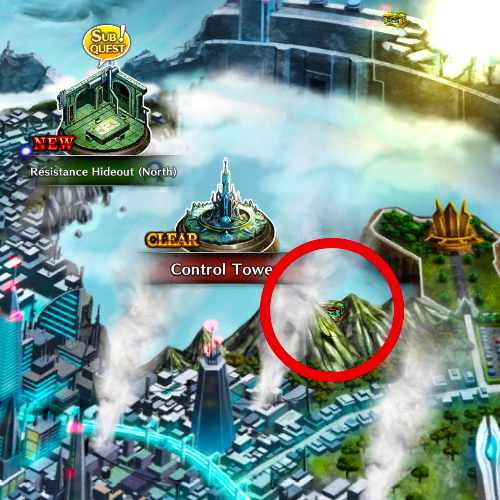 SUB!
QUEST
NEW
Resistance Hideout (North)
CLEAR
Control Towe